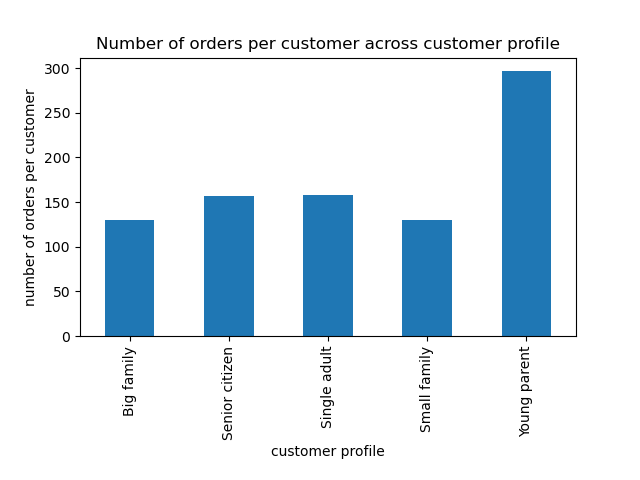 Number of orders per customer across customer profile
number of orders per customer
300
250
200
150
100
50
0
Big family
Senior citizen
Single adult
Small family
Young parent
customer profile